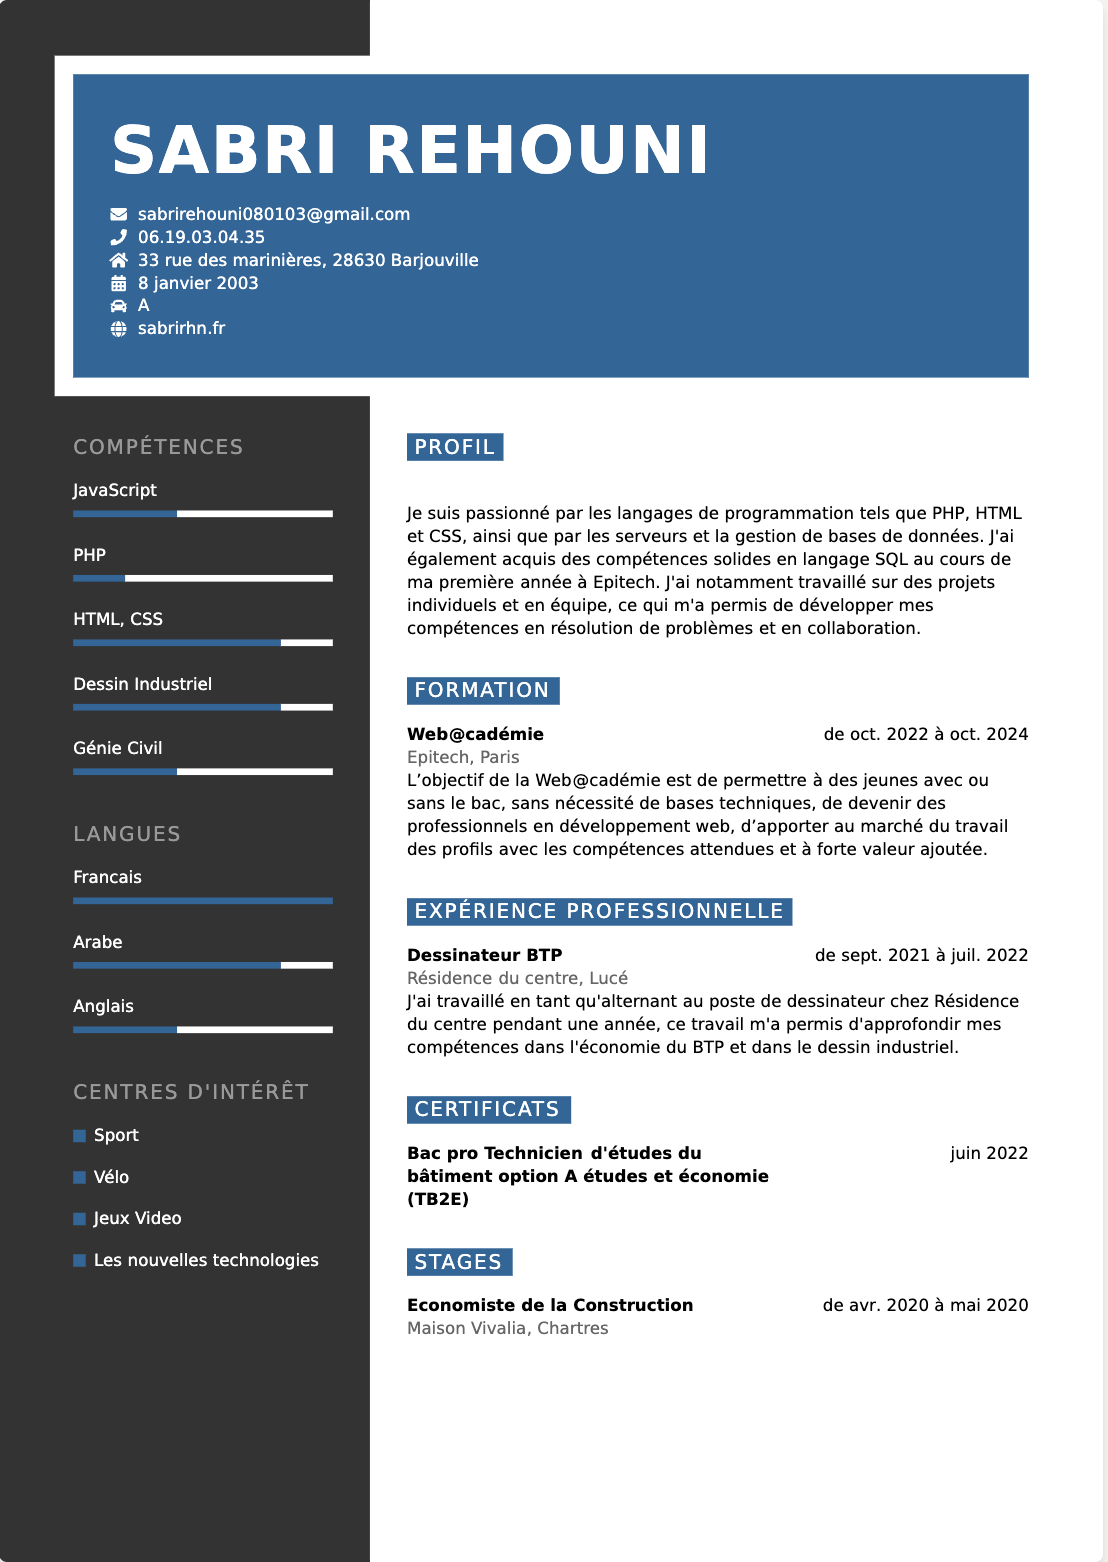 SABRI REHOUNI
sabrirehouni080103@gmail.com
06.19.03.04.35
33 rue des marinières, 28630 Barjouville
8 janvier 2003
A
sabrirhn.fr
COMPÉTENCES
JavaScript
PHP
HTML, CSS
Dessin Industriel
Génie Civil
LANGUES
Francais
Arabe
Anglais
CENTRES D'INTÉRÊT
Sport
Vélo
Jeux Video
Les nouvelles technologies
PROFIL
Je suis passionné par les langages de programmation tels que PHP, HTML
et CSS, ainsi que par les serveurs et la gestion de bases de données. J'ai
également acquis des compétences solides en langage SQL au cours de
ma première année à Epitech. J'ai notamment travaillé sur des projets
individuels et en équipe, ce qui m'a permis de développer mes
compétences en résolution de problèmes et en collaboration.
FORMATION
Web@cadémie de oct. 2022 à oct. 2024
Epitech, Paris
L’objectif de la Web@cadémie est de permettre à des jeunes avec ou
sans le bac, sans nécessité de bases techniques, de devenir des
professionnels en développement web, d’apporter au marché du travail
des profils avec les compétences attendues et à forte valeur ajoutée.
EXPÉRIENCE PROFESSIONNELLE
Dessinateur BTP de sept. 2021 à juil. 2022
Résidence du centre, Lucé
J'ai travaillé en tant qu'alternant au poste de dessinateur chez Résidence
du centre pendant une année, ce travail m'a permis d'approfondir mes
compétences dans l'économie du BTP et dans le dessin industriel.
CERTIFICATS
Bac pro Technicien d'études du juin 2022
bâtiment option A études et économie
(TB2E)
STAGES
Economiste de la Construction de avr. 2020 à mai 2020
Maison Vivalia, Chartres